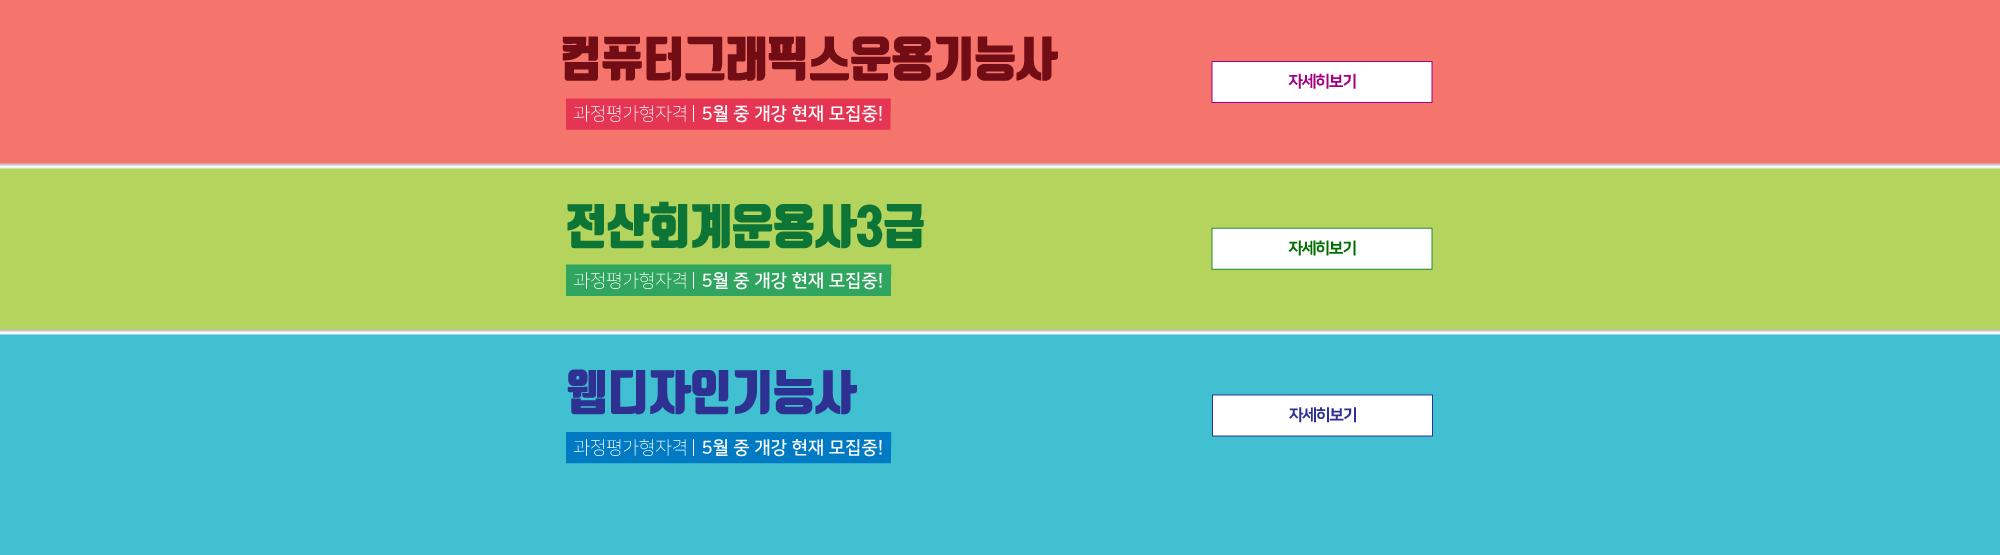 컴퓨터그래픽스운용기능사
과정평가형자격 | 5월 중 개강 현재 모집중!
자세히보기
전산회계운용사3급
과정평가형자격 | 5월 중 개강 현재 모집중!
자세히보기
웹디자인기능사
과정평가형자격 | 5월 중 개강 현재 모집중!
자세히보기